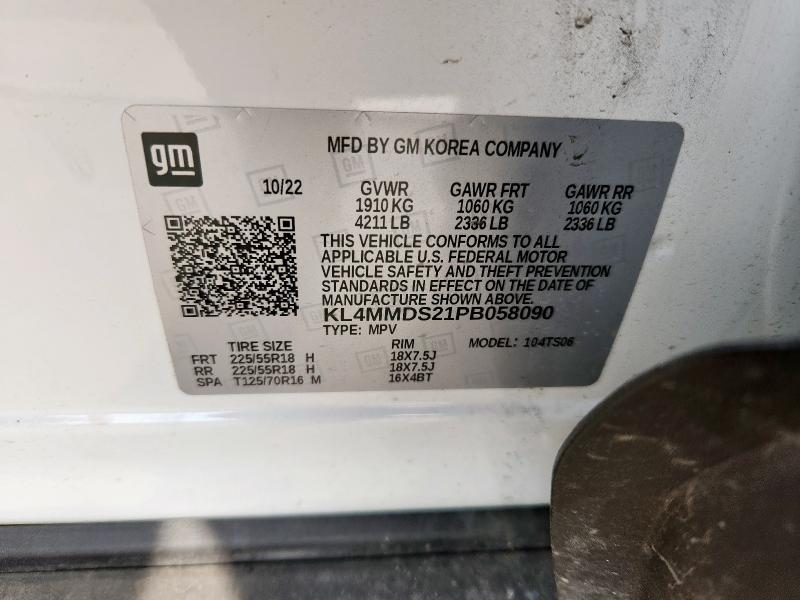 gm
MFD BY GM KOREA COMPANY
10/22 GVWR GAWR FRT GAWR RR
1910 KG 1060 KG 1060 KG
4211 LB 2336 LB 2336 LB
THIS VEHICLE CONFORMS TO ALL
APPLICABLE U.S. FEDERAL MOTOR
VEHICLE SAFETY AND THEFT PREVENTION
STANDARDS IN EFFECT ON THE DATE OF
MANUFACTURE SHOWN ABOVE.
KL4MMDS21PB058090
TYPE: MPV
TIRE SIZE RIM MODEL: 104TS06
FRT 225/55R18 H 18X7.5J
RR 225/55R18 H 18X7.5J
SPA T125/70R16 M 16X4BT